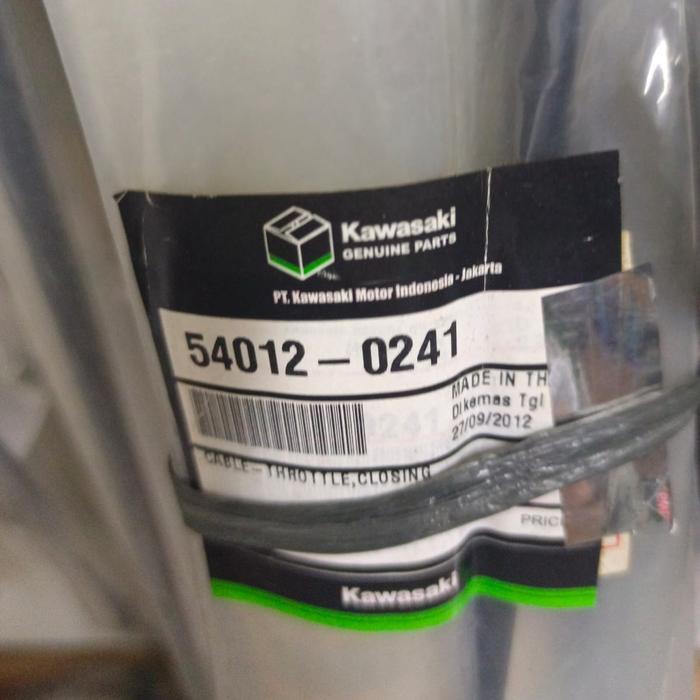 Kawasaki
GENUINE PARTS
PT. Kawasaki Motor Indonesia - Jakarta
54012-0241
MADE IN TH
Dikemas Tgl
27/09/2012
CABLE-THROTTLE,CLOSING
PRIC
Kawasaki